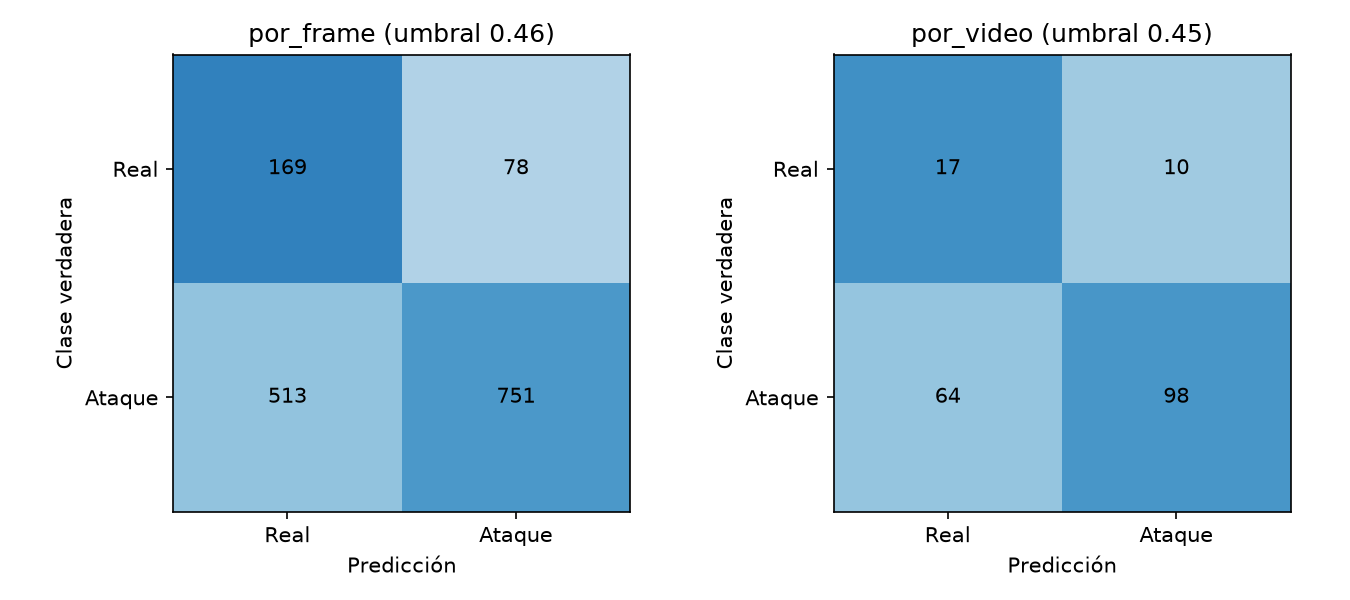 por_frame (umbral 0.46)
Clase verdadera
Real
169
78
Ataque
513
751
Real
Ataque
Predicción
por_video (umbral 0.45)
Clase verdadera
Real
17
10
Ataque
64
98
Real
Ataque
Predicción